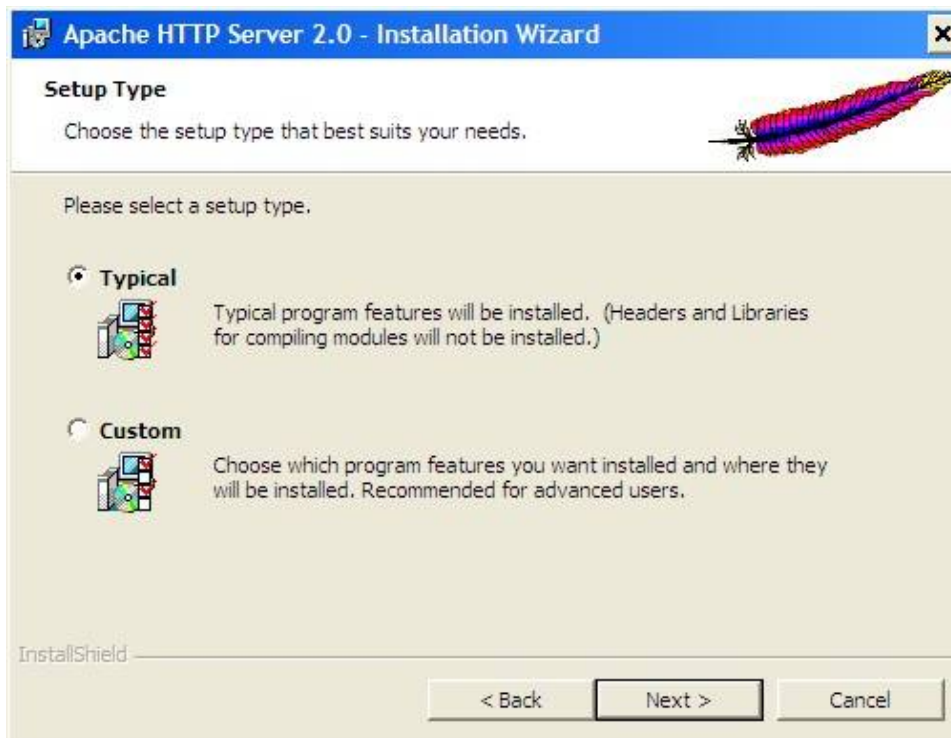 Apache HTTP Server 2.0 - Installation Wizard
Setup Type
Choose the setup type that best suits your needs.
Please select a setup type.
Typical
Typical program features will be installed. (Headers and Libraries
for compiling modules will not be installed.)
Custom
Choose which program features you want installed and where they
will be installed. Recommended for advanced users.
InstallShield
< Back Next > Cancel